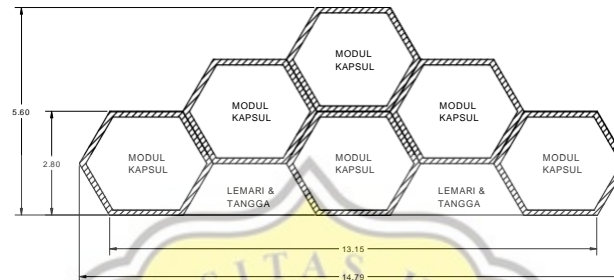 MODUL
KAPSUL
5.60
MODUL
KAPSUL
MODUL
KAPSUL
2.80
MODUL
KAPSUL
MODUL
KAPSUL
MODUL
KAPSUL
LEMARI &
TANGGA
LEMARI &
TANGGA
13.15
14.79
ITAS